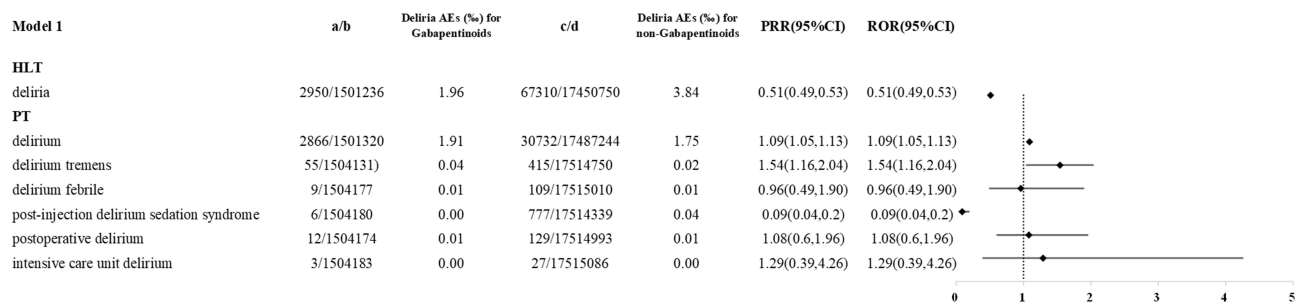 Model 1 a/b Deliria AEs (‰) for Gabapentinoids c/d Deliria AEs (‰) for non-Gabapentinoids PRR(95%CI) ROR(95%CI)
HLT
deliria 2950/1501236 1.96 67310/17450750 3.84 0.51(0.49,0.53) 0.51(0.49,0.53)
PT
delirium 2866/1501320 1.91 30732/17487244 1.75 1.09(1.05,1.13) 1.09(1.05,1.13)
delirium tremens 55/1504131) 0.04 415/17514750 0.02 1.54(1.16,2.04) 1.54(1.16,2.04)
delirium febrile 9/1504177 0.01 109/17515010 0.01 0.96(0.49,1.90) 0.96(0.49,1.90)
post-injection delirium sedation syndrome 6/1504180 0.00 777/17514339 0.04 0.09(0.04,0.2) 0.09(0.04,0.2)
postoperative delirium 12/1504174 0.01 129/17514993 0.01 1.08(0.6,1.96) 1.08(0.6,1.96)
intensive care unit delirium 3/1504183 0.00 27/17515086 0.00 1.29(0.39,4.26) 1.29(0.39,4.26)
0 1 2 3 4 5